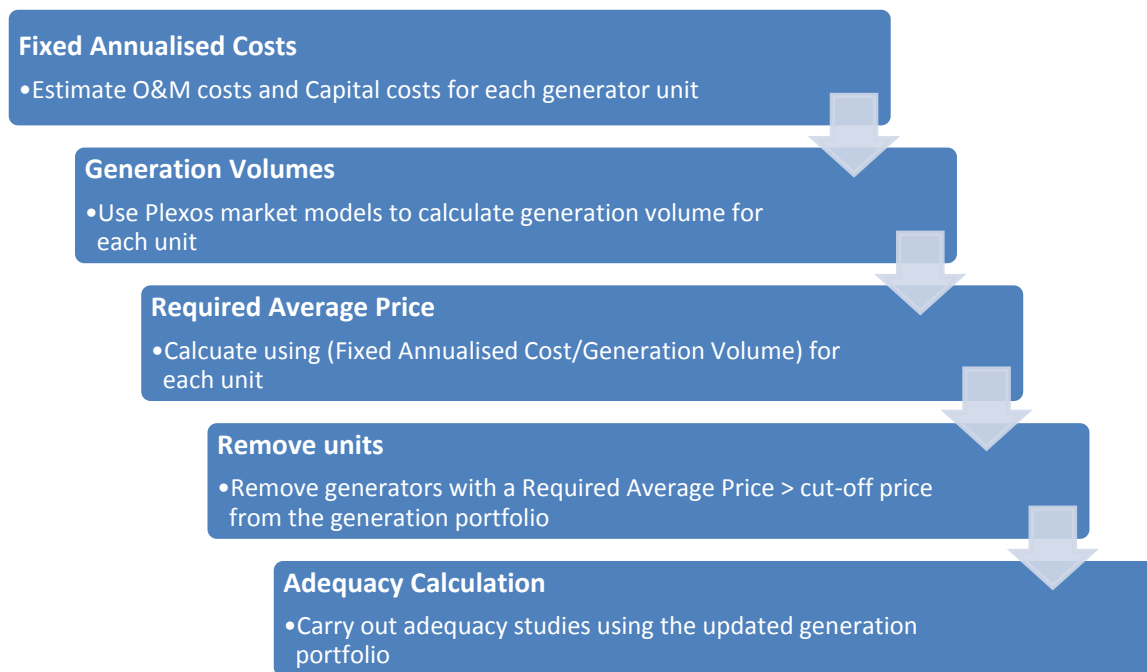 Fixed Annualised Costs
•Estimate O&M costs and Capital costs for each generator unit
Generation Volumes
•Use Plexos market models to calculate generation volume for
each unit
Required Average Price
•Calcuate using (Fixed Annualised Cost/Generation Volume) for
each unit
Remove units
•Remove generators with a Required Average Price > cut-off price
from the generation portfolio
Adequacy Calculation
•Carry out adequacy studies using the updated generation
portfolio